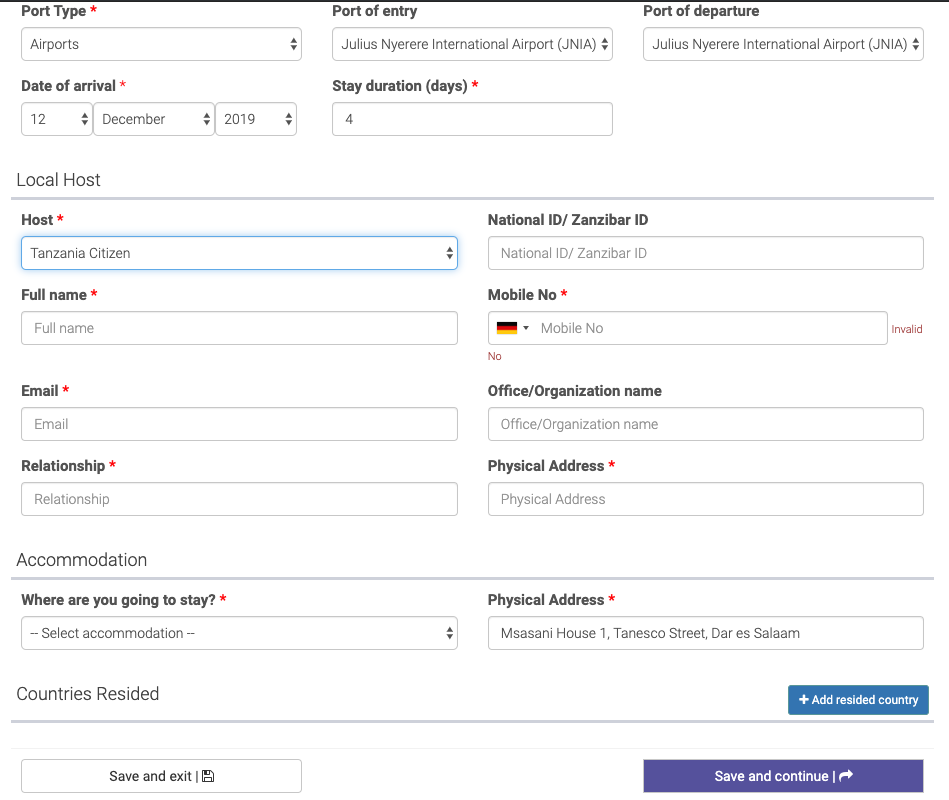 Port Type *
Port of entry
Port of departure
Airports
Julius Nyerere International Airport (JNIA)
Julius Nyerere International Airport (JNIA)
Date of arrival *
Stay duration (days) *
12
December
2019
4
Local Host
Host *
National ID/ Zanzibar ID
Tanzania Citizen
National ID/ Zanzibar ID
Full name *
Mobile No *
Full name
Mobile No
Invalid
No
Email *
Office/Organization name
Email
Office/Organization name
Relationship *
Physical Address *
Relationship
Physical Address
Accommodation
Where are you going to stay? *
Physical Address *
-- Select accommodation --
Msasani House 1, Tanesco Street, Dar es Salaam
Countries Resided
+ Add resided country
Save and exit |
Save and continue |